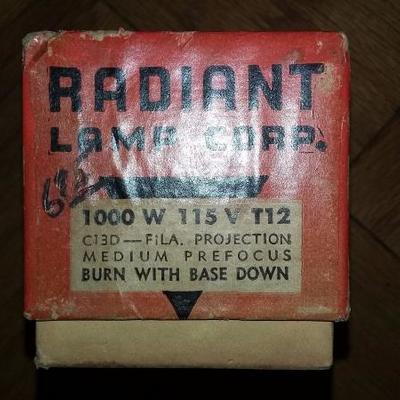 RADIANT
LAMP CORP.
1000 W 115 V T12
C13D—FILA. PROJECTION
MEDIUM PREFOCUS
BURN WITH BASE DOWN